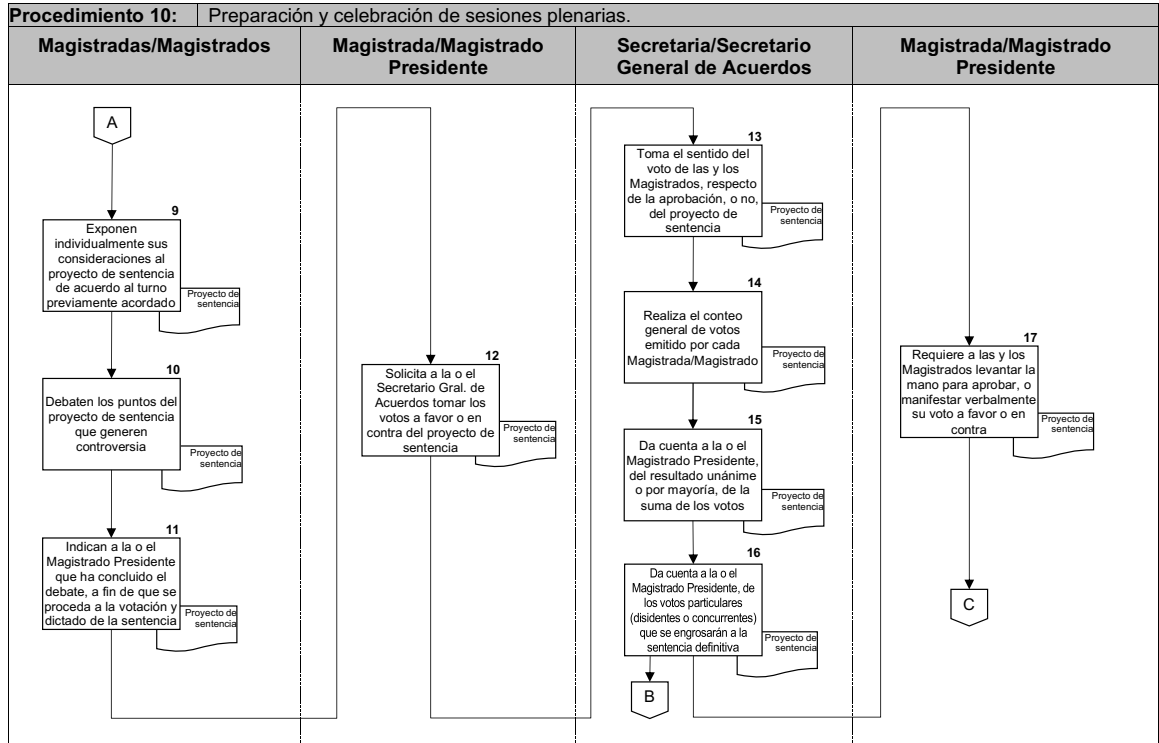 Procedimiento 10: Preparación y celebración de sesiones plenarias.
Magistradas/Magistrados
Magistrada/Magistrado
Presidente
Secretaria/Secretario
General de Acuerdos
Magistrada/Magistrado
Presidente
A
9
Exponen
individualmente sus
consideraciones al
proyecto de sentencia
de acuerdo al turno
previamente acordado
Proyecto de
sentencia
10
Debaten los puntos del
proyecto de sentencia
que generen
controversia
Proyecto de
sentencia
11
Indican a la o el
Magistrado Presidente
que ha concluido el
debate, a fin de que se
proceda a la votación y
dictado de la sentencia
Proyecto de
sentencia
12
Solicita a la o el
Secretario Gral. de
Acuerdos tomar los
votos a favor o en
contra del proyecto de
sentencia
Proyecto de
sentencia
13
Toma el sentido del
voto de las y los
Magistrados, respecto
de la aprobación, o no,
del proyecto de
sentencia
Proyecto de
sentencia
14
Realiza el conteo
general de votos
emitido por cada
Magistrada/Magistrado
Proyecto de
sentencia
15
Da cuenta a la o el
Magistrado Presidente,
del resultado unánime
o por mayoría, de la
suma de los votos
Proyecto de
sentencia
16
Da cuenta a la o el
Magistrado Presidente, de
los votos particulares
(disidentes o concurrentes)
que se engrosarán a la
sentencia definitiva
Proyecto de
sentencia
B
17
Requiere a las y los
Magistrados levantar la
mano para aprobar, o
manifestar verbalmente
su voto a favor o en
contra
Proyecto de
sentencia
C